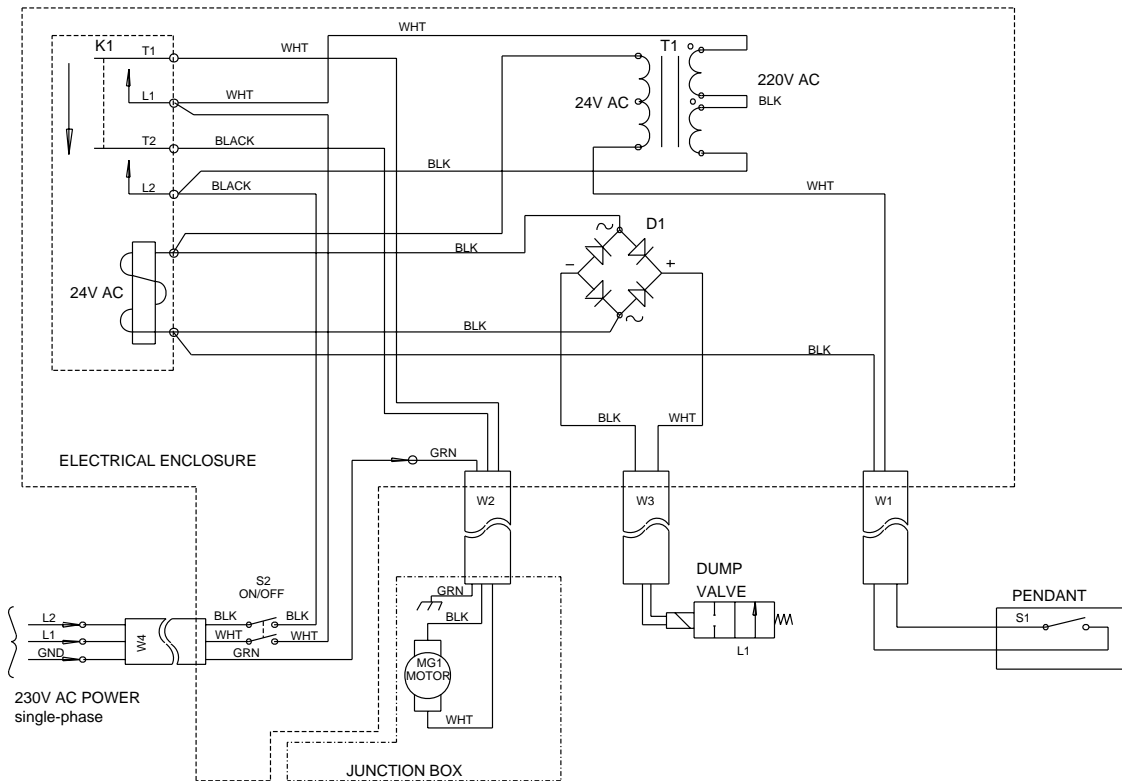 WHT
K1
T1
WHT
T1
220V AC
L1
WHT
24V AC
BLK
T2
BLACK
BLK
L2
BLACK
WHT
D1
BLK
−
+
24V AC
BLK
BLK
BLK
WHT
ELECTRICAL ENCLOSURE
GRN
W2
W3
W1
S2
ON/OFF
GRN
DUMP
VALVE
PENDANT
L2
BLK
BLK
BLK
S1
L1
W4
WHT
WHT
L1
GND
GRN
MG1
MOTOR
230V AC POWER
single-phase
WHT
JUNCTION BOX